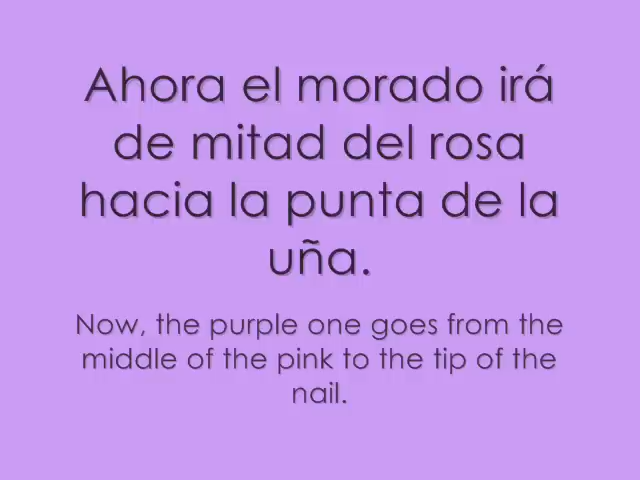 Ahora el morado irá
de mitad del rosa
hacia la punta de la
uña.
Now, the purple one goes from the
middle of the pink to the tip of the
nail.